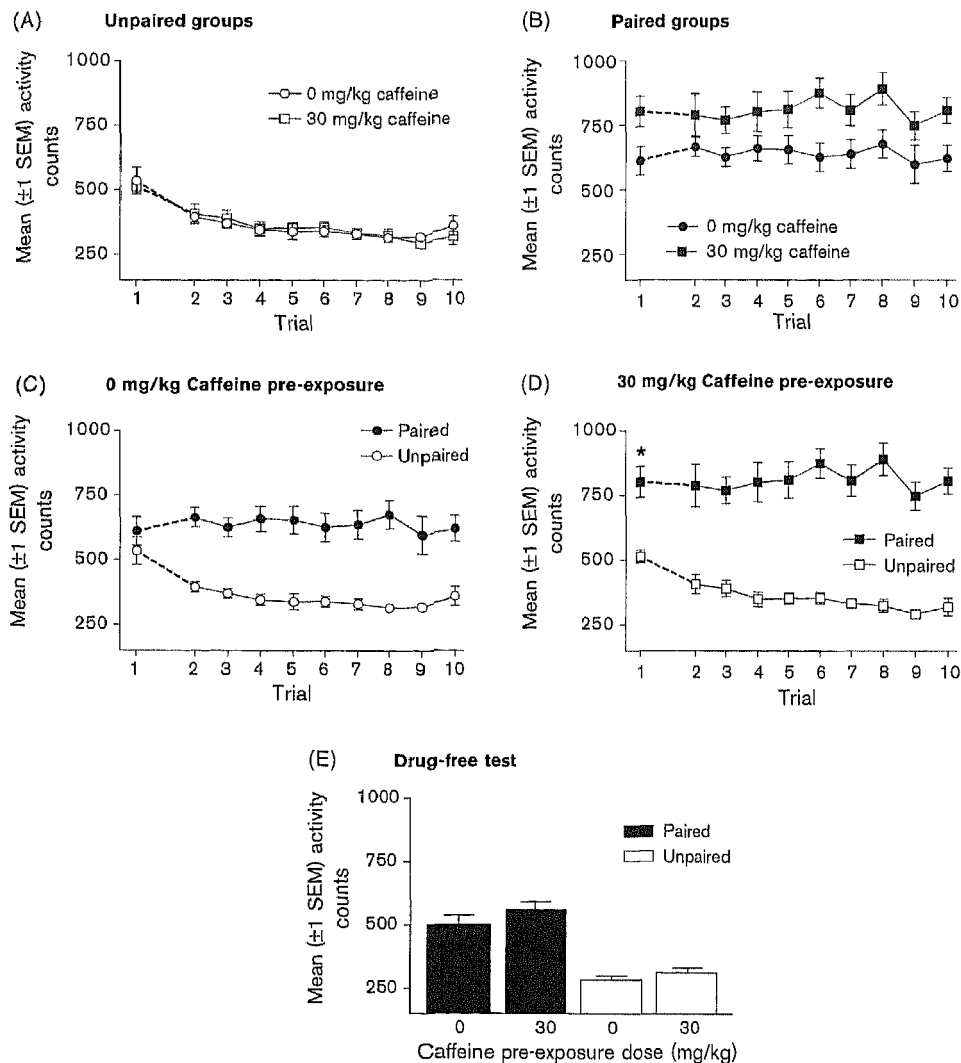 (A) Unpaired groups
Mean (±1 SEM) activity
counts
1000
750
500
250
0 mg/kg caffeine
30 mg/kg caffeine
1 2 3 4 5 6 7 8 9 10
Trial
(B) Paired groups
Mean (±1 SEM) activity
counts
1000
750
500
250
0 mg/kg caffeine
30 mg/kg caffeine
1 2 3 4 5 6 7 8 9 10
Trial
(C) 0 mg/kg Caffeine pre-exposure
Mean (±1 SEM) activity
counts
1000
750
500
250
Paired
Unpaired
1 2 3 4 5 6 7 8 9 10
Trial
(D) 30 mg/kg Caffeine pre-exposure
Mean (±1 SEM) activity
counts
1000
750
500
250
*
Paired
Unpaired
1 2 3 4 5 6 7 8 9 10
Trial
(E) Drug-free test
Mean (±1 SEM) activity
counts
1000
750
500
250
Paired
Unpaired
0 30 0 30
Caffeine pre-exposure dose (mg/kg)